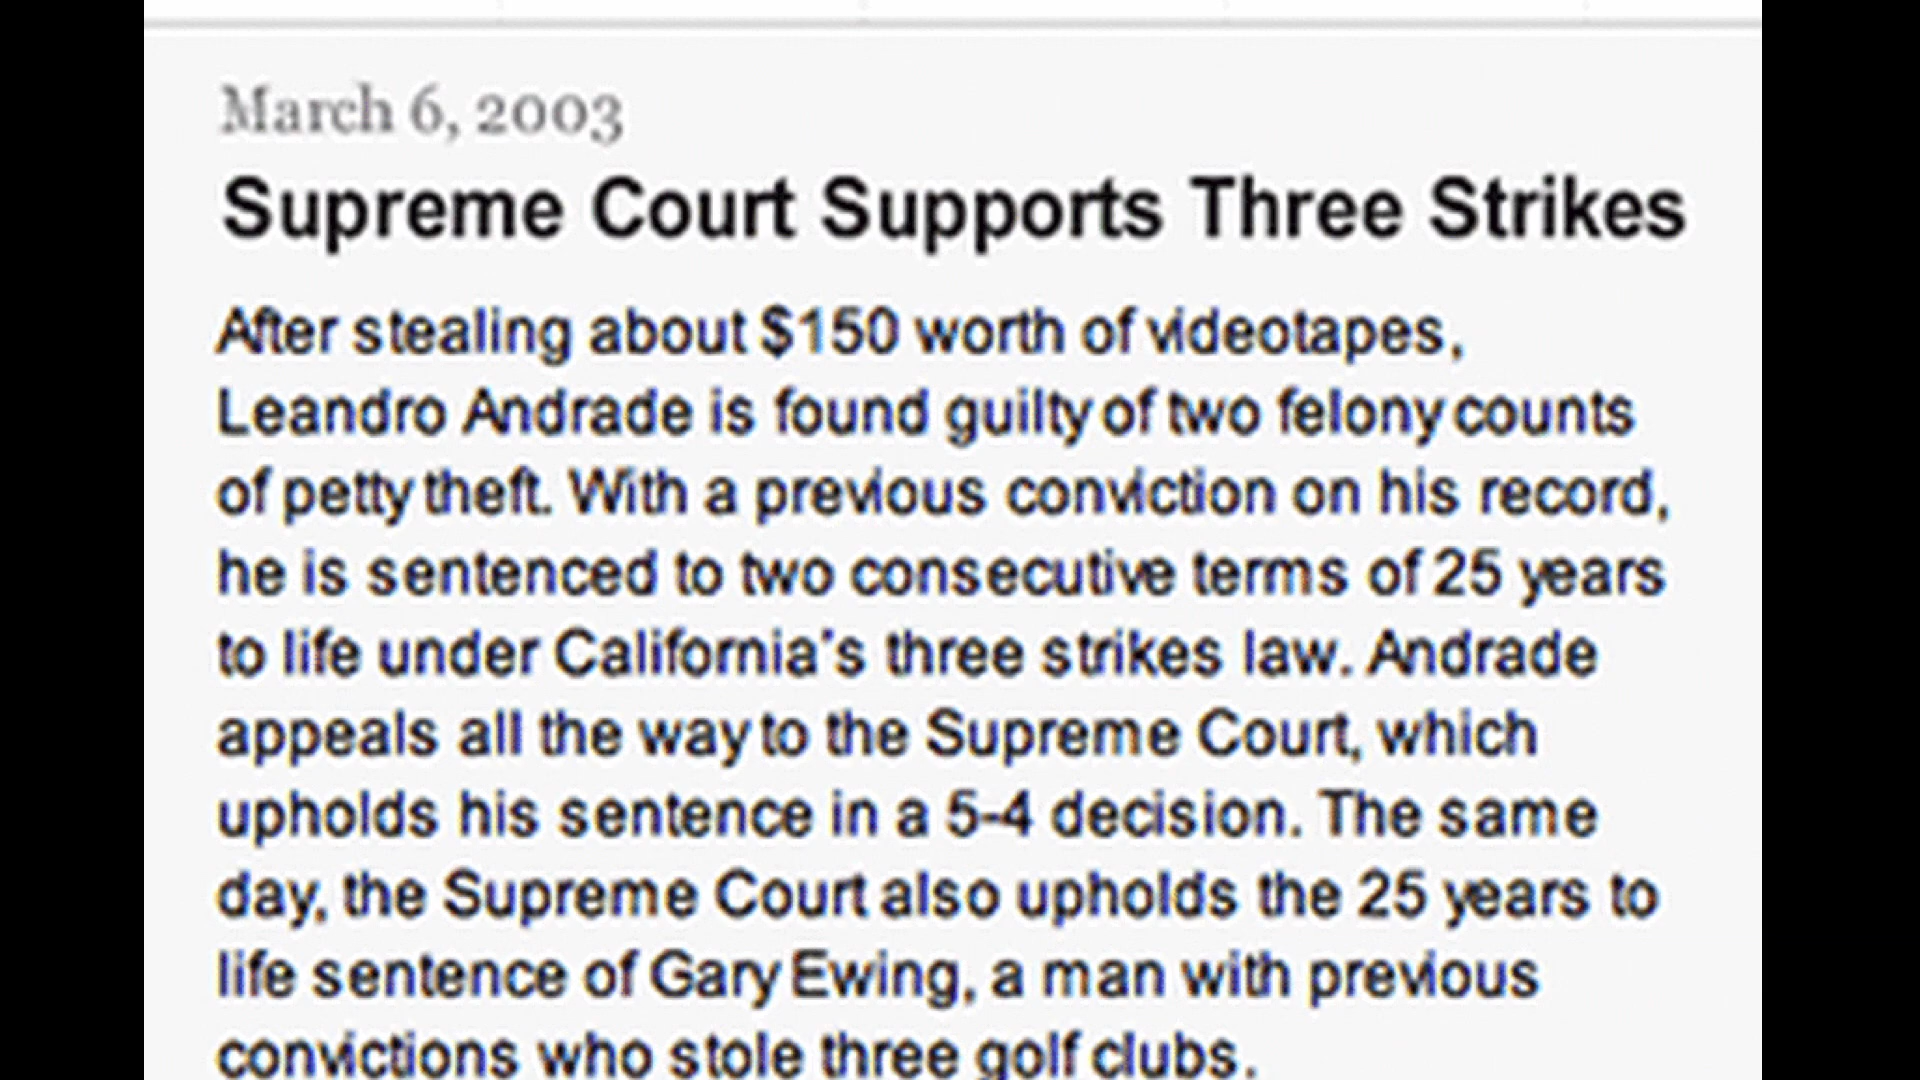 March 6, 2003
Supreme Court Supports Three Strikes
After stealing about $150 worth of videotapes,
Leandro Andrade is found guilty of two felony counts
of petty theft. With a previous conviction on his record,
he is sentenced to two consecutive terms of 25 years
to life under California's three strikes law. Andrade
appeals all the way to the Supreme Court, which
upholds his sentence in a 5-4 decision. The same
day, the Supreme Court also upholds the 25 years to
life sentence of Gary Ewing, a man with previous
convictions who stole three golf clubs.